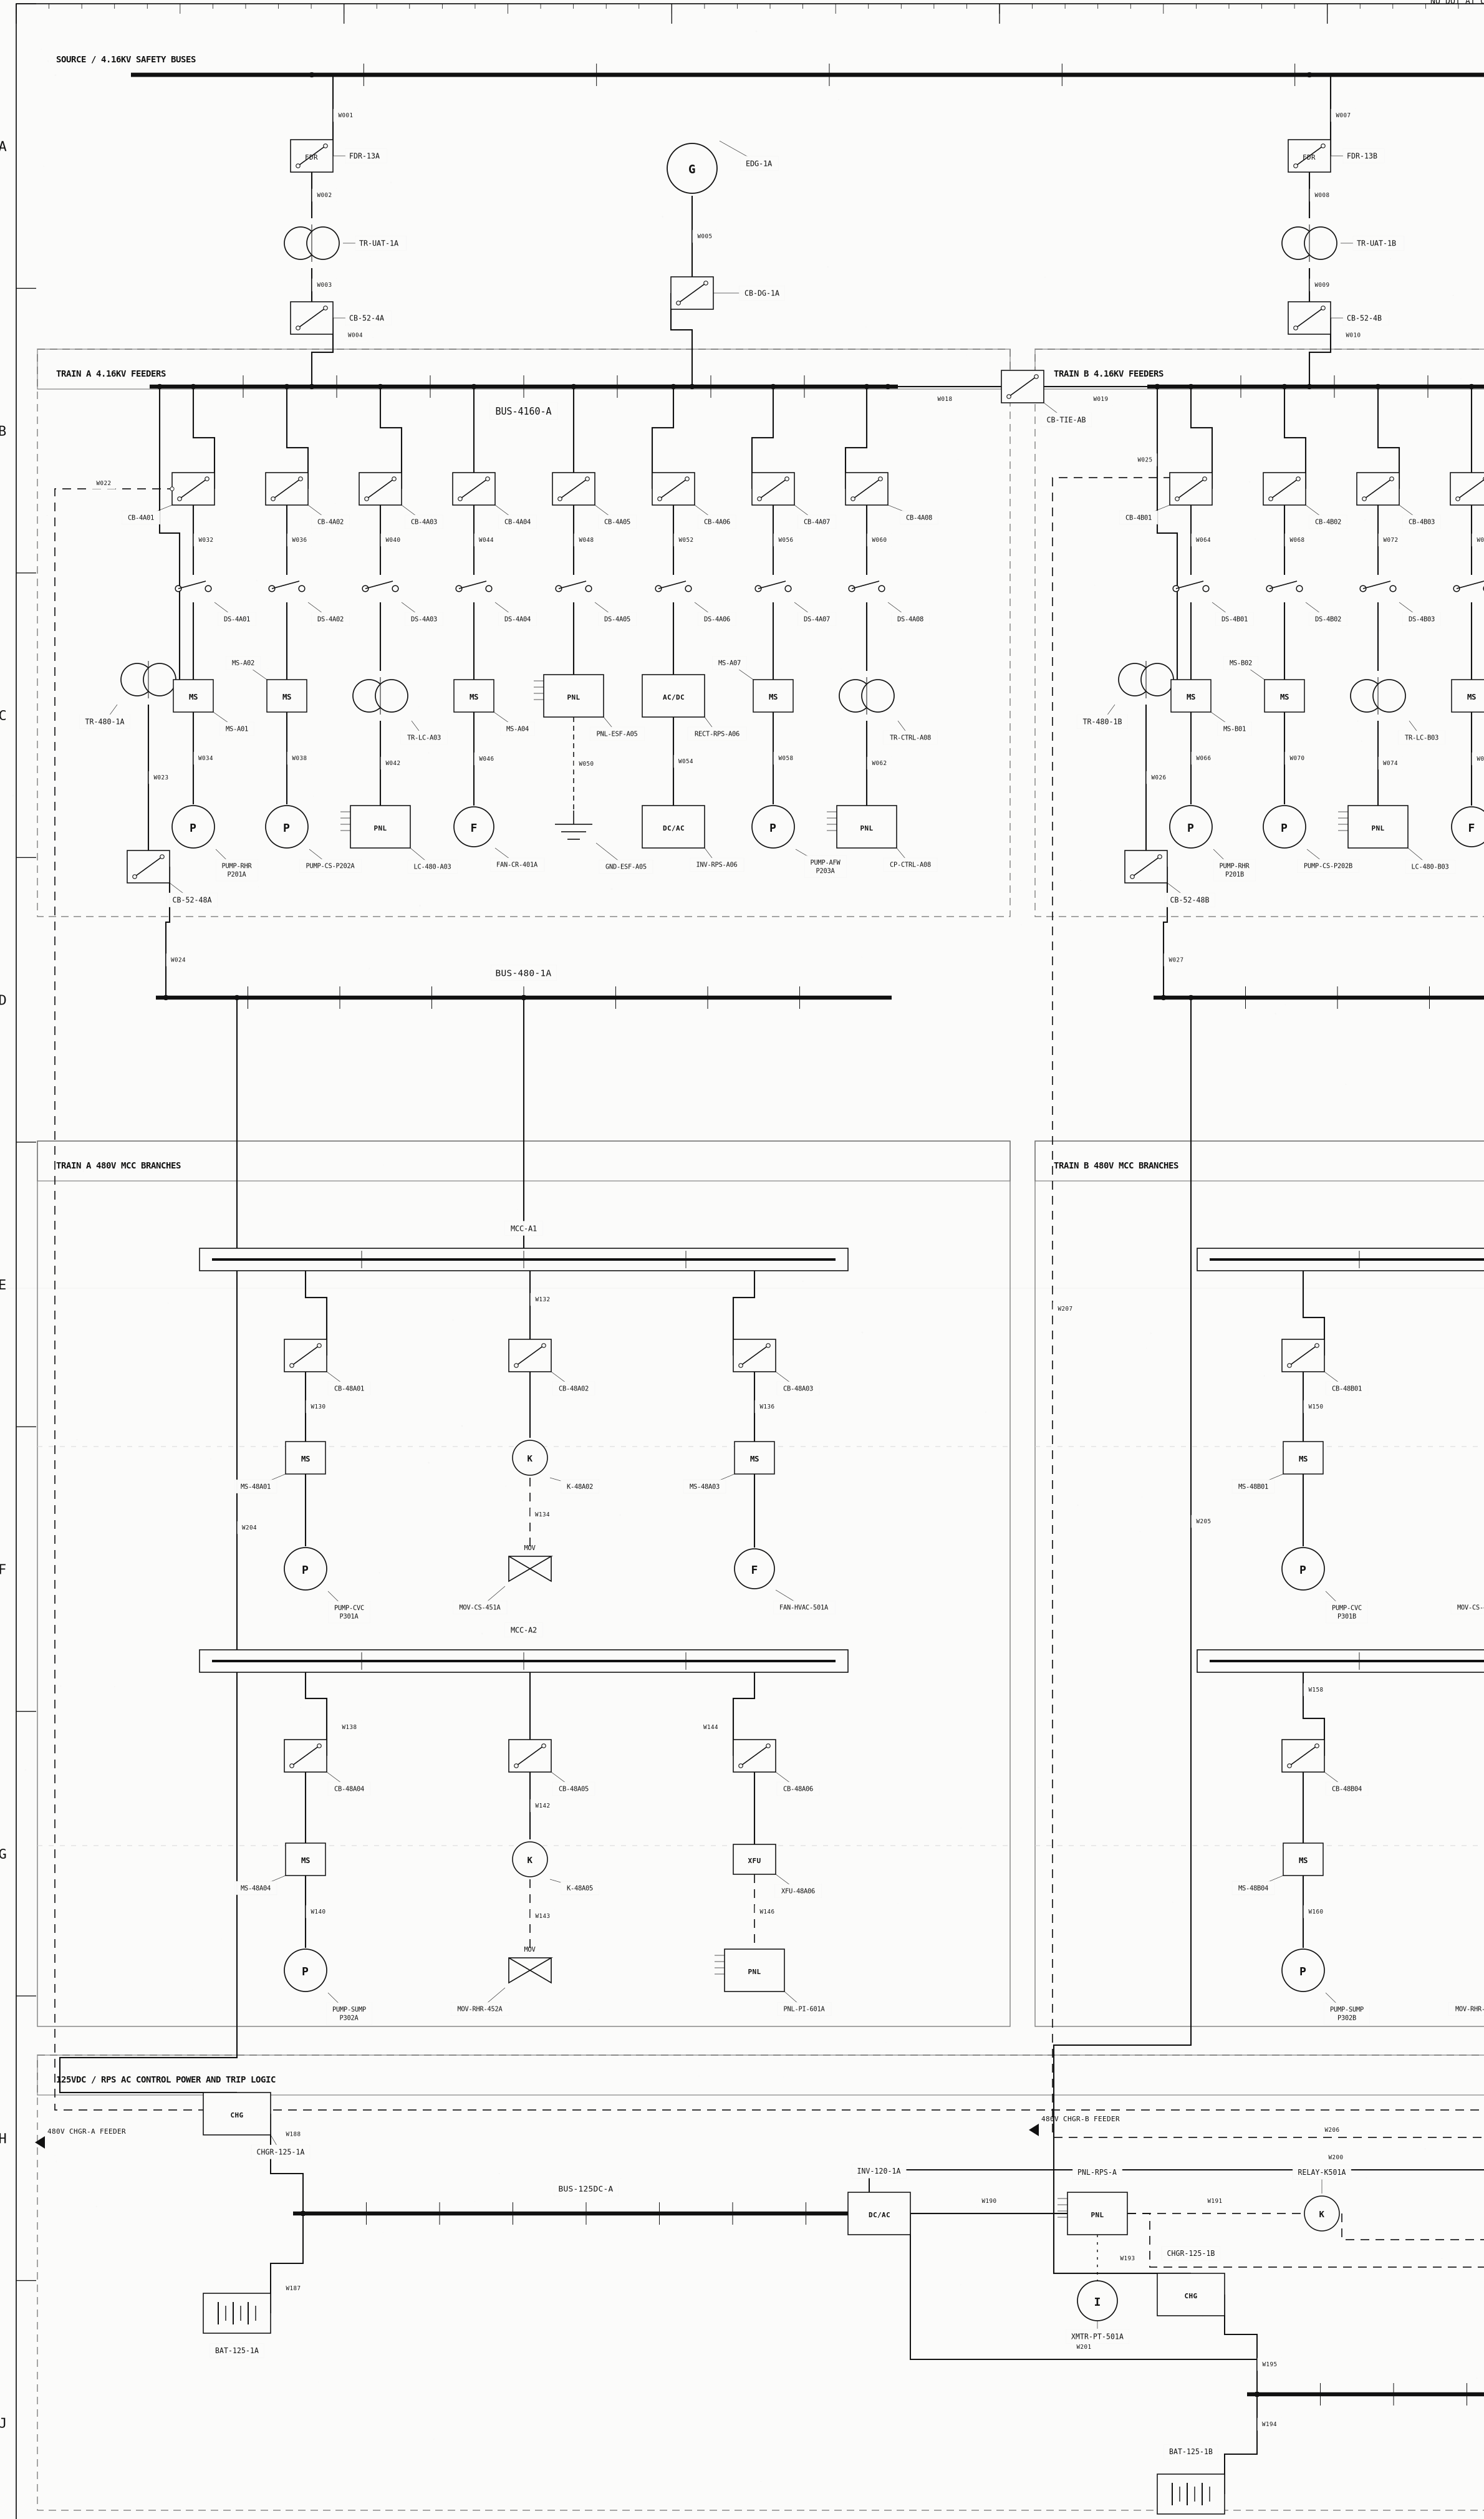 SOURCE / 4.16KV SAFETY BUSES
W001
W007
A
FDR
FDR-13A
EDG-1A
G
FDR
FDR-13B
W002
W008
W005
TR-UAT-1A
TR-UAT-1B
W003
W009
CB-DG-1A
CB-52-4A
CB-52-4B
W004
W010
TRAIN A 4.16KV FEEDERS
TRAIN B 4.16KV FEEDERS
W018
W019
BUS-4160-A
CB-TIE-AB
B
W025
W022
CB-4A01
CB-4A02
CB-4A03
CB-4A04
CB-4A05
CB-4A06
CB-4A07
CB-4A08
CB-4B01
CB-4B02
CB-4B03
W032
W036
W040
W044
W048
W052
W056
W060
W064
W068
W072
DS-4A01
DS-4A02
DS-4A03
DS-4A04
DS-4A05
DS-4A06
DS-4A07
DS-4A08
DS-4B01
DS-4B02
DS-4B03
MS-A02
MS-A07
MS-B02
MS
MS
MS
PNL
AC/DC
MS
MS
MS
MS
C
TR-480-1A
MS-A01
TR-LC-A03
MS-A04
PNL-ESF-A05
RECT-RPS-A06
TR-CTRL-A08
TR-480-1B
MS-B01
TR-LC-B03
W034
W038
W042
W046
W050
W054
W058
W062
W066
W070
W074
W023
W026
P
P
PNL
F
DC/AC
P
PNL
P
P
PNL
F
PUMP-RHR
P201A
PUMP-CS-P202A
LC-480-A03
FAN-CR-401A
GND-ESF-A05
INV-RPS-A06
PUMP-AFW
P203A
CP-CTRL-A08
PUMP-RHR
P201B
PUMP-CS-P202B
LC-480-B03
CB-52-48A
CB-52-48B
W024
W027
BUS-480-1A
D
TRAIN A 480V MCC BRANCHES
TRAIN B 480V MCC BRANCHES
MCC-A1
E
W132
W207
CB-48A01
CB-48A02
CB-48A03
CB-48B01
W130
W136
W150
MS
K
MS
MS
MS-48A01
K-48A02
MS-48A03
MS-48B01
W134
W204
W205
MOV
F
P
F
P
PUMP-CVC
P301A
MOV-CS-451A
FAN-HVAC-501A
PUMP-CVC
P301B
MOV-CS-
MCC-A2
W158
W138
W144
CB-48A04
CB-48A05
CB-48A06
CB-48B04
W142
G
MS
K
XFU
MS
MS-48A04
K-48A05
XFU-48A06
MS-48B04
W140
W143
W146
W160
MOV
P
PNL
P
PUMP-SUMP
P302A
MOV-RHR-452A
PNL-PI-601A
PUMP-SUMP
P302B
MOV-RHR-
125VDC / RPS AC CONTROL POWER AND TRIP LOGIC
CHG
H
480V CHGR-A FEEDER
W188
480V CHGR-B FEEDER
W206
CHGR-125-1A
W200
INV-120-1A
PNL-RPS-A
RELAY-K501A
BUS-125DC-A
W190
W191
DC/AC
PNL
K
CHGR-125-1B
W193
W187
CHG
I
BAT-125-1A
XMTR-PT-501A
W201
W195
J
W194
BAT-125-1B